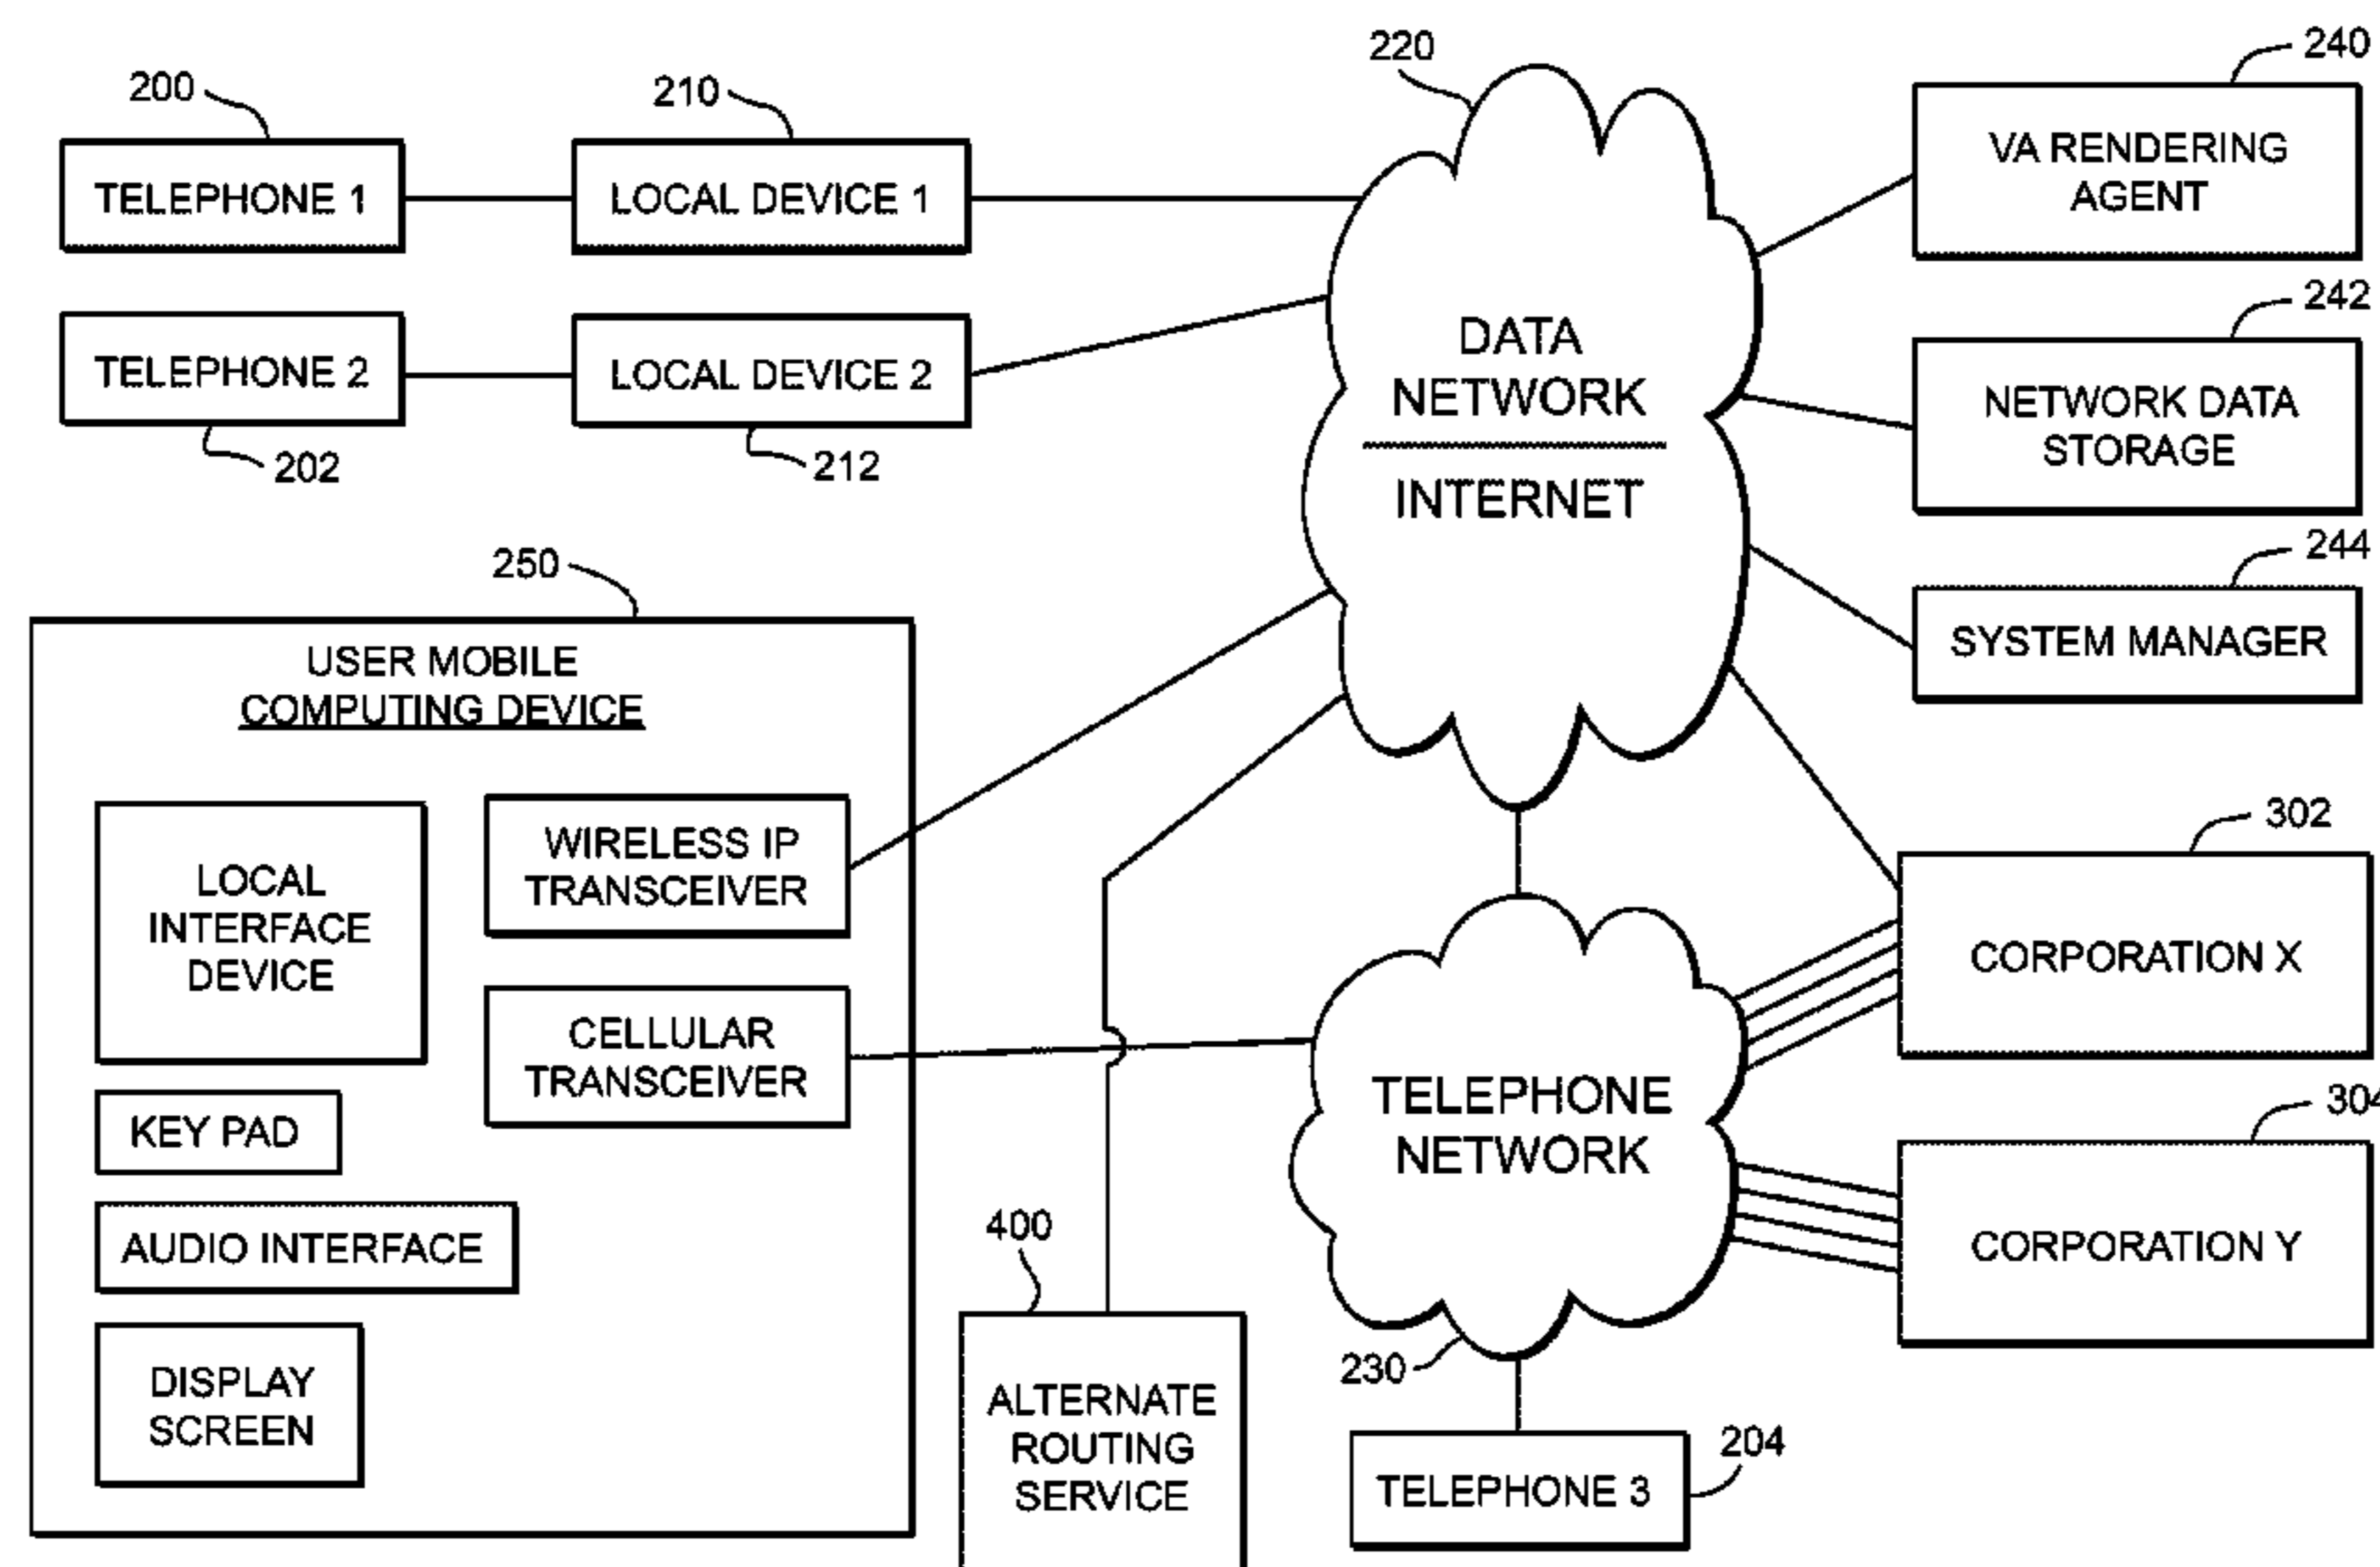 200
210
220
240
TELEPHONE 1
LOCAL DEVICE 1
VA RENDERING
AGENT
TELEPHONE 2
LOCAL DEVICE 2
202
212
DATA
NETWORK
INTERNET
242
NETWORK DATA
STORAGE
244
SYSTEM MANAGER
250
USER MOBILE
COMPUTING DEVICE
LOCAL
INTERFACE
DEVICE
WIRELESS IP
TRANSCEIVER
CELLULAR
TRANSCEIVER
KEY PAD
AUDIO INTERFACE
DISPLAY
SCREEN
302
CORPORATION X
TELEPHONE
NETWORK
304
CORPORATION Y
400
ALTERNATE
ROUTING
SERVICE
230
TELEPHONE 3
204